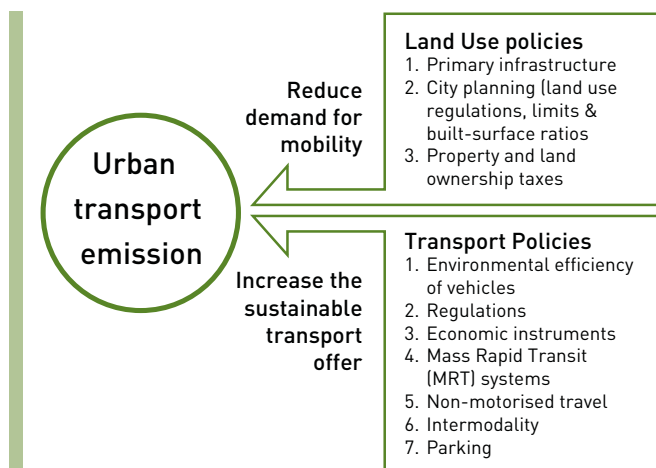 Urban
transport
emission
Reduce
demand for
mobility
Land Use policies
1. Primary infrastructure
2. City planning (land use
regulations, limits &
built-surface ratios
3. Property and land
ownership taxes
Increase the
sustainable
transport
offer
Transport Policies
1. Environmental efficiency
of vehicles
2. Regulations
3. Economic instruments
4. Mass Rapid Transit
(MRT) systems
5. Non-motorised travel
6. Intermodality
7. Parking